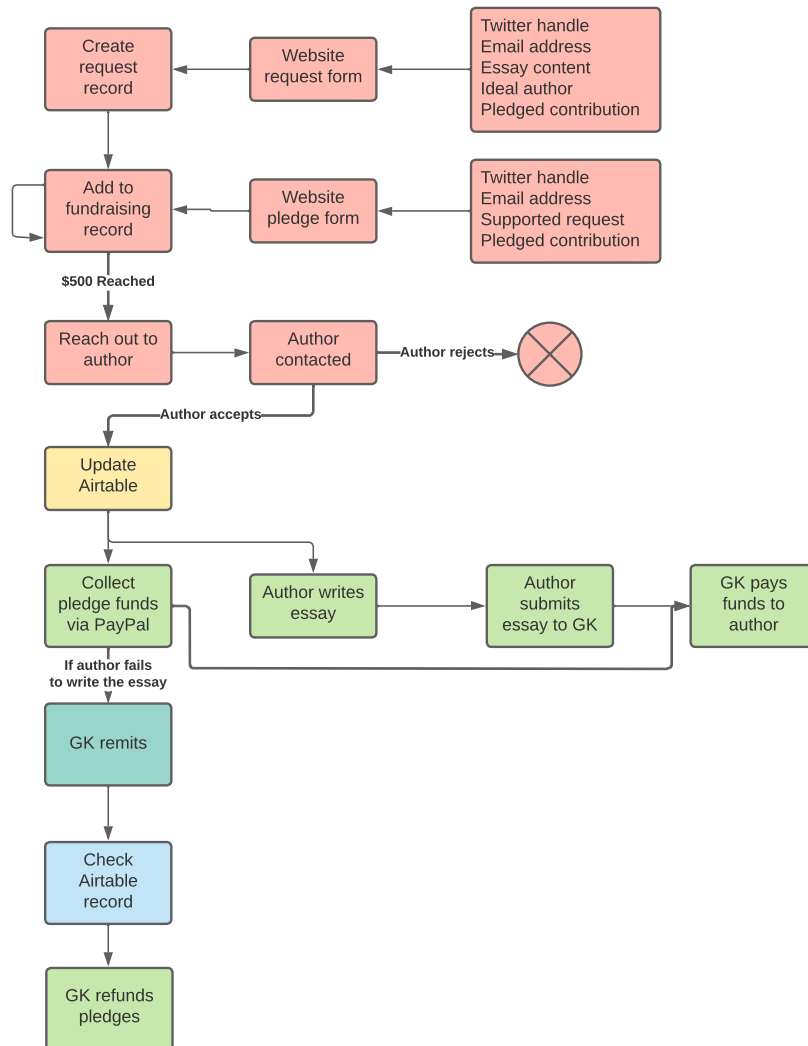 Create
request
record
Website
request form
Twitter handle
Email address
Essay content
Ideal author
Pledged contribution
Add to
fundraising
record
Website
pledge form
Twitter handle
Email address
Supported request
Pledged contribution
$500 Reached
Reach out to
author
Author
contacted
Author rejects
Author accepts
Update
Airtable
Collect
pledge funds
via PayPal
Author writes
essay
Author
submits
essay to GK
GK pays
funds to
author
If author fails
to write the essay
GK remits
Check
Airtable
record
GK refunds
pledges